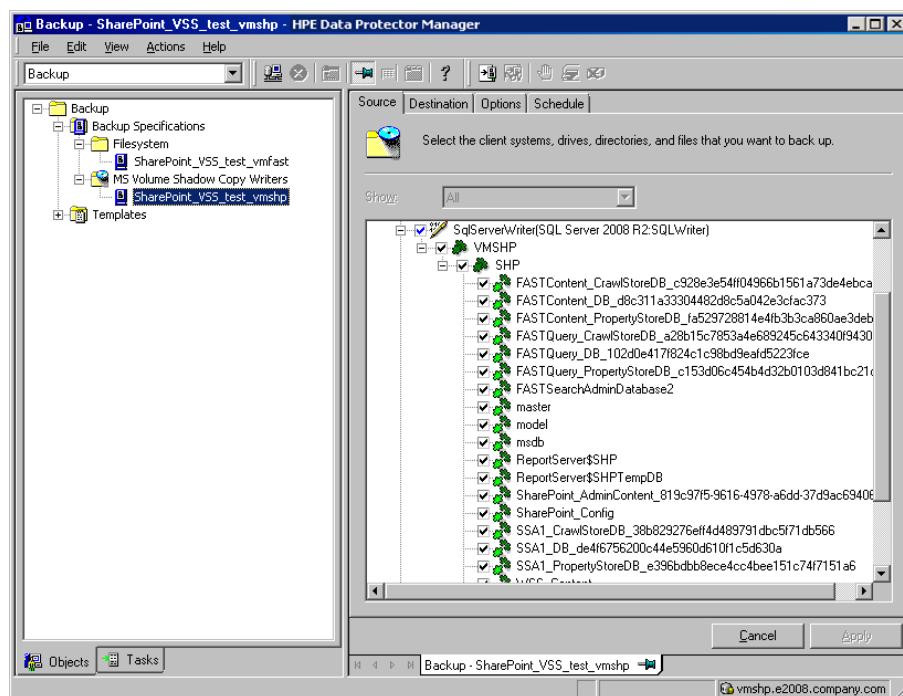 Backup - SharePoint_VSS_test_vmshp - HPE Data Protector Manager
File Edit View Actions Help
Backup
Backup
Backup Specifications
Filesystem
SharePoint_VSS_test_vmfast
MS Volume Shadow Copy Writers
SharePoint_VSS_test_vmshp
Templates
Objects Tasks
Source Destination Options Schedule
Select the client systems, drives, directories, and files that you want to back up.
Show: All
SqlServerWriter(SQL Server 2008 R2:SQLWriter)
VMSHP
SHP
FASTContent_CrawlStoreDB_c928e3e54ff04966b1561a73de4ebca
FASTContent_DB_d8c311a33304482d8c5a042e3cfac373
FASTContent_PropertyStoreDB_fa529728814e4fb3b3ca860ae3deb
FASTQuery_CrawlStoreDB_a28b15c7853a4e689245c643340f9430
FASTQuery_DB_102d0e417f824c1c98bd9eafd5223fce
FASTQuery_PropertyStoreDB_c153d06c454b4d32b0103d841bc21c
FASTSearchAdminDatabase2
master
model
msdb
ReportServer$SHP
ReportServer$SHPTempDB
SharePoint_AdminContent_819c97f5-9616-4978-a6dd-37d9ac69408
SharePoint_Config
SSA1_CrawlStoreDB_38b829276eff4d489791dbc5f71db566
SSA1_DB_de4f6756200c44e5960d610f1c5d630a
SSA1_PropertyStoreDB_e396bdbb8ece4cc4bee151c74f7151a6
WSS_Content
Cancel Apply
Backup - SharePoint_VSS_test_vmshp
vmshp.e2008.company.com